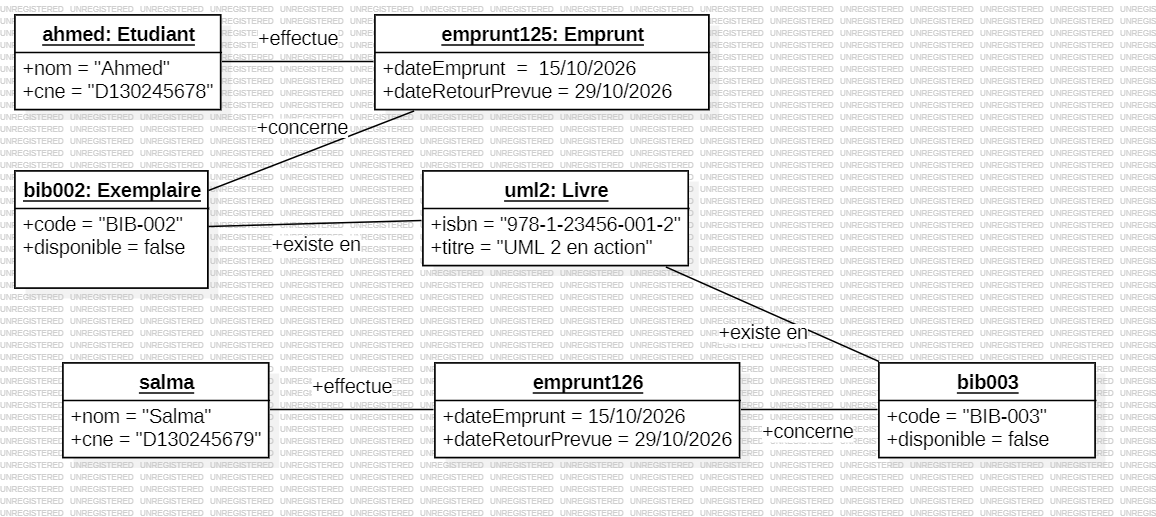 ahmed: Etudiant
+nom = "Ahmed"
+cne = "D130245678"
+effectue
emprunt125: Emprunt
+dateEmprunt  =  15/10/2026
+dateRetourPrevue = 29/10/2026
+concerne
bib002: Exemplaire
+code = "BIB-002"
+disponible = false
+existe en
uml2: Livre
+isbn = "978-1-23456-001-2"
+titre = "UML 2 en action"
+existe en
salma
+nom = "Salma"
+cne = "D130245679"
+effectue
emprunt126
+dateEmprunt = 15/10/2026
+dateRetourPrevue = 29/10/2026
+concerne
bib003
+code = "BIB-003"
+disponible = false
UNREGISTERED